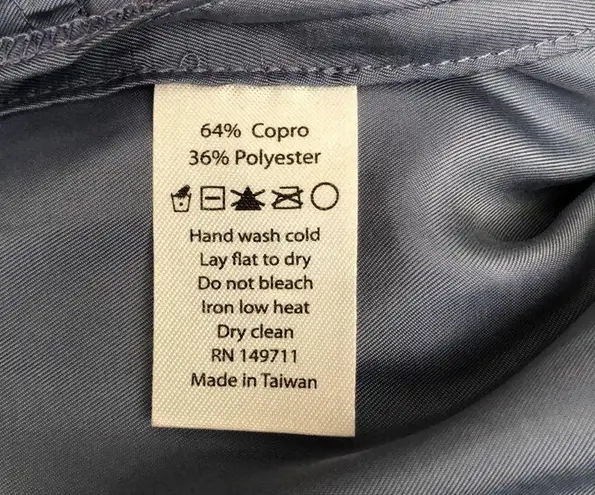 64% Copro
36% Polyester
Hand wash cold
Lay flat to dry
Do not bleach
Iron low heat
Dry clean
RN 149711
Made in Taiwan